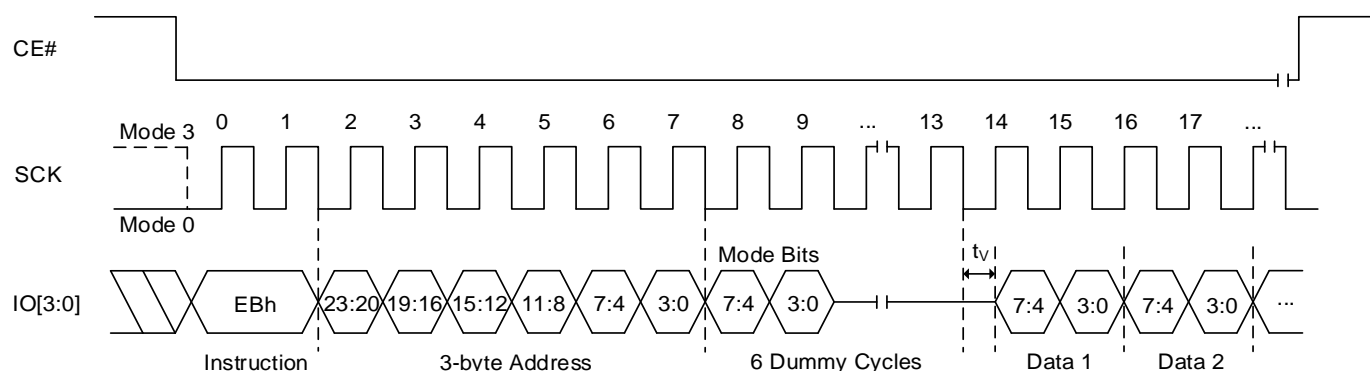 CE#
0 1 2 3 4 5 6 7 8 9 ... 13 14 15 16 17 ...
Mode 3
SCK
Mode 0
Mode Bits
tV
IO[3:0] EBh 23:20 19:16 15:12 11:8 7:4 3:0 7:4 3:0 7:4 3:0 7:4 3:0 ...
Instruction 3-byte Address 6 Dummy Cycles Data 1 Data 2